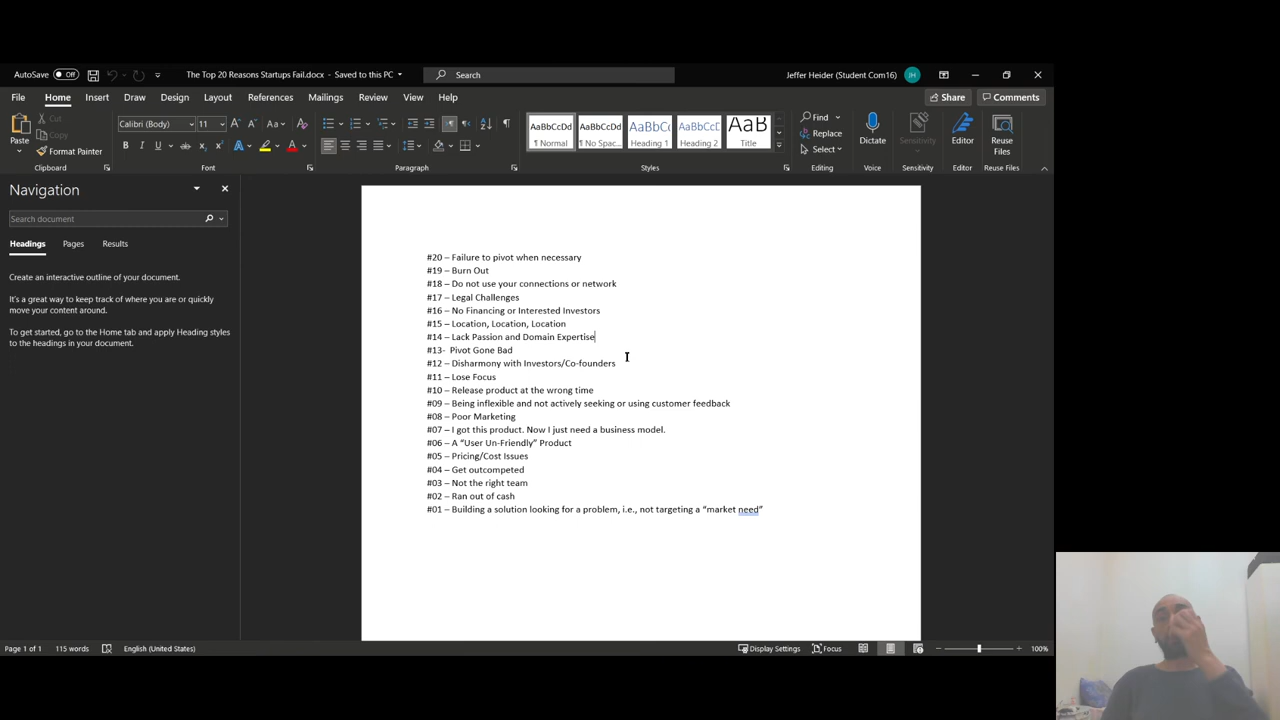 AutoSave Off The Top 20 Reasons Startups Fail.docx - Saved to this PC Search Jeffer Heider (Student Com16) JH
File Home Insert Draw Design Layout References Mailings Review View Help Share Comments
Paste Cut Copy Format Painter
Clipboard
Calibri (Body) 11
Font
Paragraph
AaBbCcDd AaBbCcDd AaBbCc AaBbCcD AaB
¶ Normal ¶ No Spac... Heading 1 Heading 2 Title
Styles
Find
Replace
Select
Editing
Dictate
Voice
Sensitivity
Sensitivity
Editor
Editor
Reuse Files
Reuse Files
Navigation
Search document
Headings Pages Results
Create an interactive outline of your document.
It's a great way to keep track of where you are or quickly
move your content around.
To get started, go to the Home tab and apply Heading styles
to the headings in your document.
#20 – Failure to pivot when necessary
#19 – Burn Out
#18 – Do not use your connections or network
#17 – Legal Challenges
#16 – No Financing or Interested Investors
#15 – Location, Location, Location
#14 – Lack Passion and Domain Expertise
#13-  Pivot Gone Bad
#12 – Disharmony with Investors/Co-founders
#11 – Lose Focus
#10 – Release product at the wrong time
#09 – Being inflexible and not actively seeking or using customer feedback
#08 – Poor Marketing
#07 – I got this product. Now I just need a business model.
#06 – A “User Un-Friendly” Product
#05 – Pricing/Cost Issues
#04 – Get outcompeted
#03 – Not the right team
#02 – Ran out of cash
#01 – Building a solution looking for a problem, i.e., not targeting a “market need”
Page 1 of 1 115 words English (United States) Display Settings Focus 100%